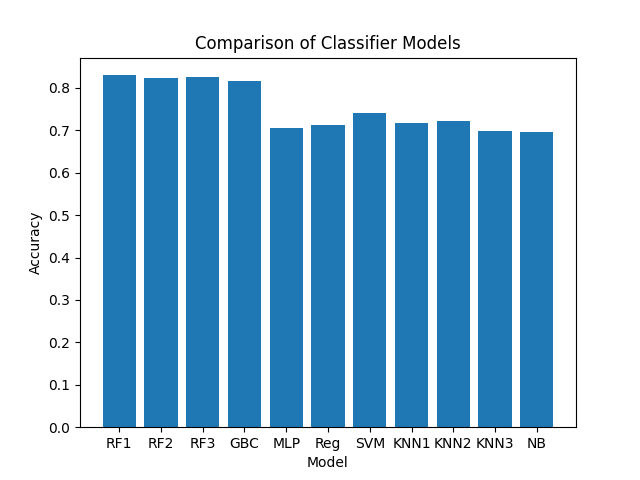 Comparison of Classifier Models
Accuracy
0.8
0.7
0.6
0.5
0.4
0.3
0.2
0.1
0.0
RF1 RF2 RF3 GBC MLP Reg SVM KNN1 KNN2 KNN3 NB
Model